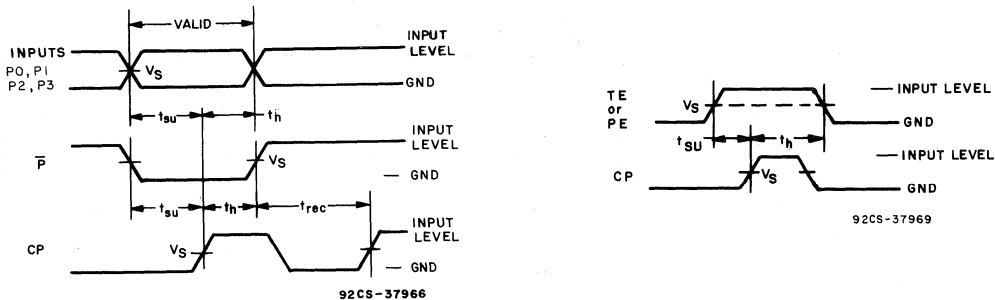 VALID
INPUTS
P0, P1
P2, P3
VS
INPUT
LEVEL
GND
tsu
th
P̅
VS
INPUT
LEVEL
GND
tsu
th
trec
CP
VS
INPUT
LEVEL
GND
92CS-37966
TE
or
PE
VS
INPUT LEVEL
GND
tSU
th
INPUT LEVEL
CP
VS
GND
92CS-37969